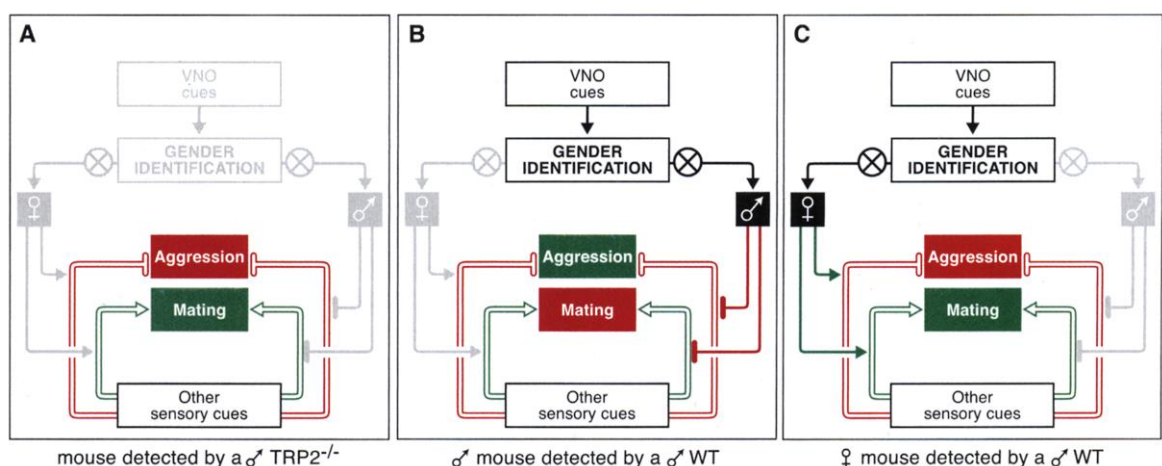 A
VNO
cues
GENDER
IDENTIFICATION
♀
♂
Aggression
Mating
Other
sensory cues
mouse detected by a ♂ TRP2-/-
B
VNO
cues
GENDER
IDENTIFICATION
♀
♂
Aggression
Mating
Other
sensory cues
♂ mouse detected by a ♂ WT
C
VNO
cues
GENDER
IDENTIFICATION
♀
♂
Aggression
Mating
Other
sensory cues
♀ mouse detected by a ♂ WT